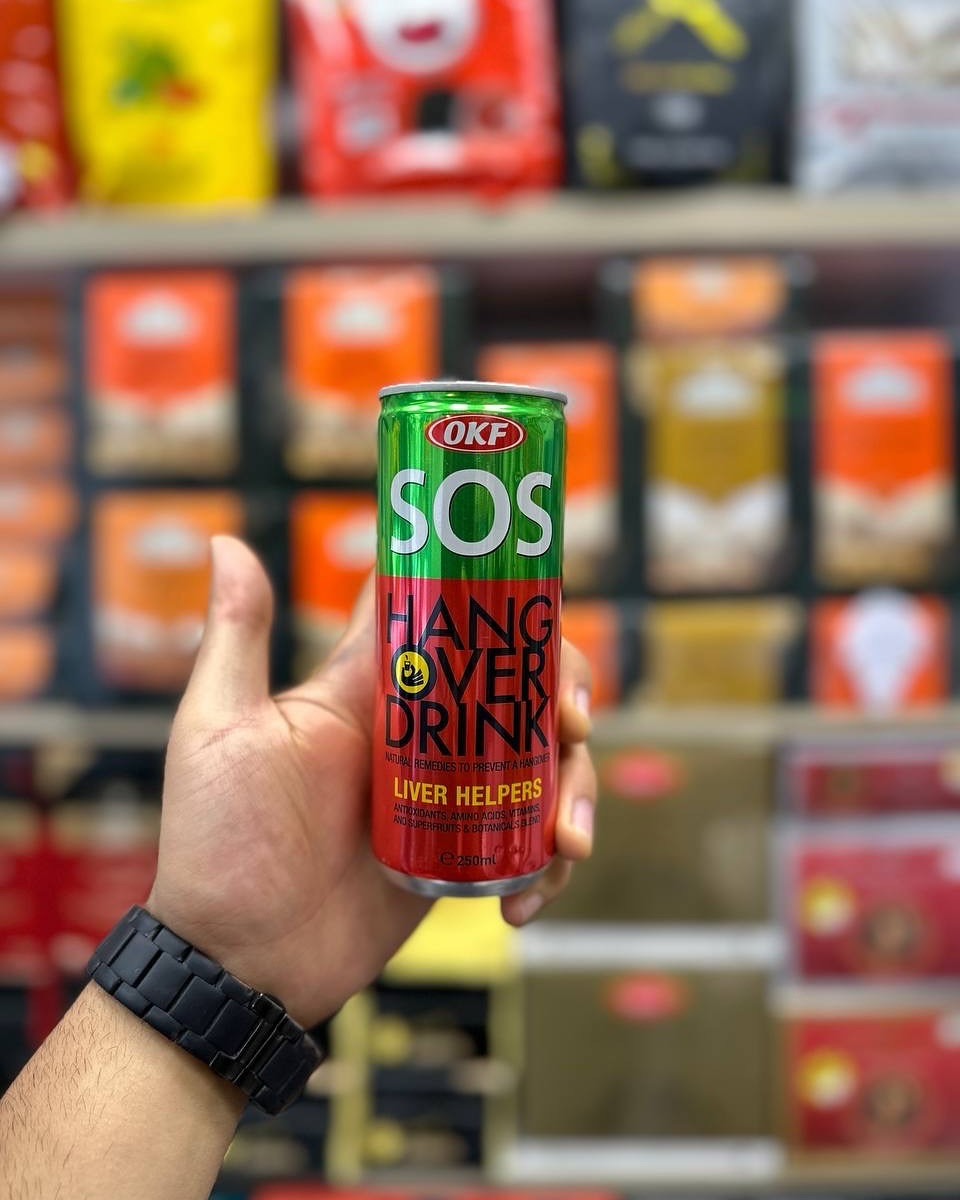 OKF
SOS
HANG
OVER
DRINK
NATURAL REMEDIES TO PREVENT A HANGOVER
LIVER HELPERS
ANTIOXIDANTS, AMINO ACIDS, VITAMINS,
AND SUPERFRUITS & BOTANICALS BLEND
℮ 250ml